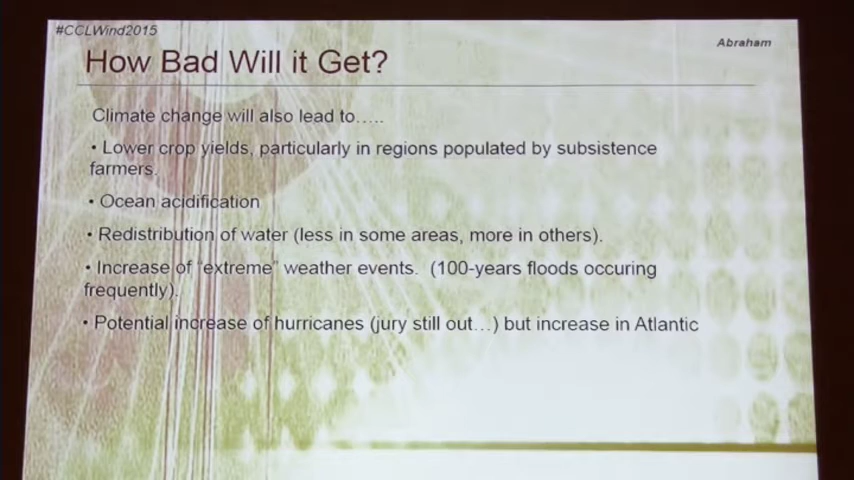 #CCLWind2015
Abraham
How Bad Will it Get?
Climate change will also lead to…..
• Lower crop yields, particularly in regions populated by subsistence
farmers.
• Ocean acidification
• Redistribution of water (less in some areas, more in others).
• Increase of “extreme” weather events. (100-years floods occuring
frequently).
• Potential increase of hurricanes (jury still out…) but increase in Atlantic